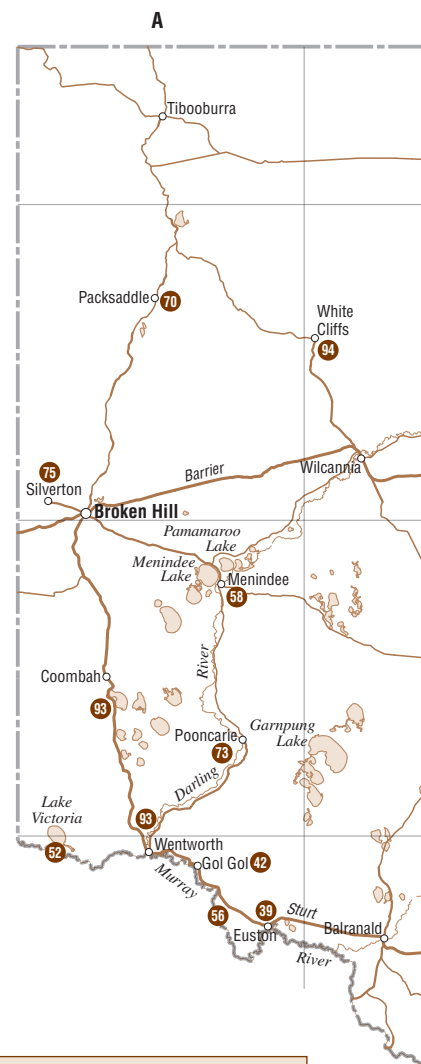 A
Tibooburra
Packsaddle
70
White
Cliffs
94
75
Silverton
Barrier
Wilcannia
Broken Hill
Pamamaroo
Lake
Menindee
Lake
Menindee
58
River
Coombah
93
Pooncarle
73
Garnpung
Lake
Darling
Lake
Victoria
52
93
Wentworth
Gol Gol
42
Murray
56
39
Sturt
Euston
Balranald
River